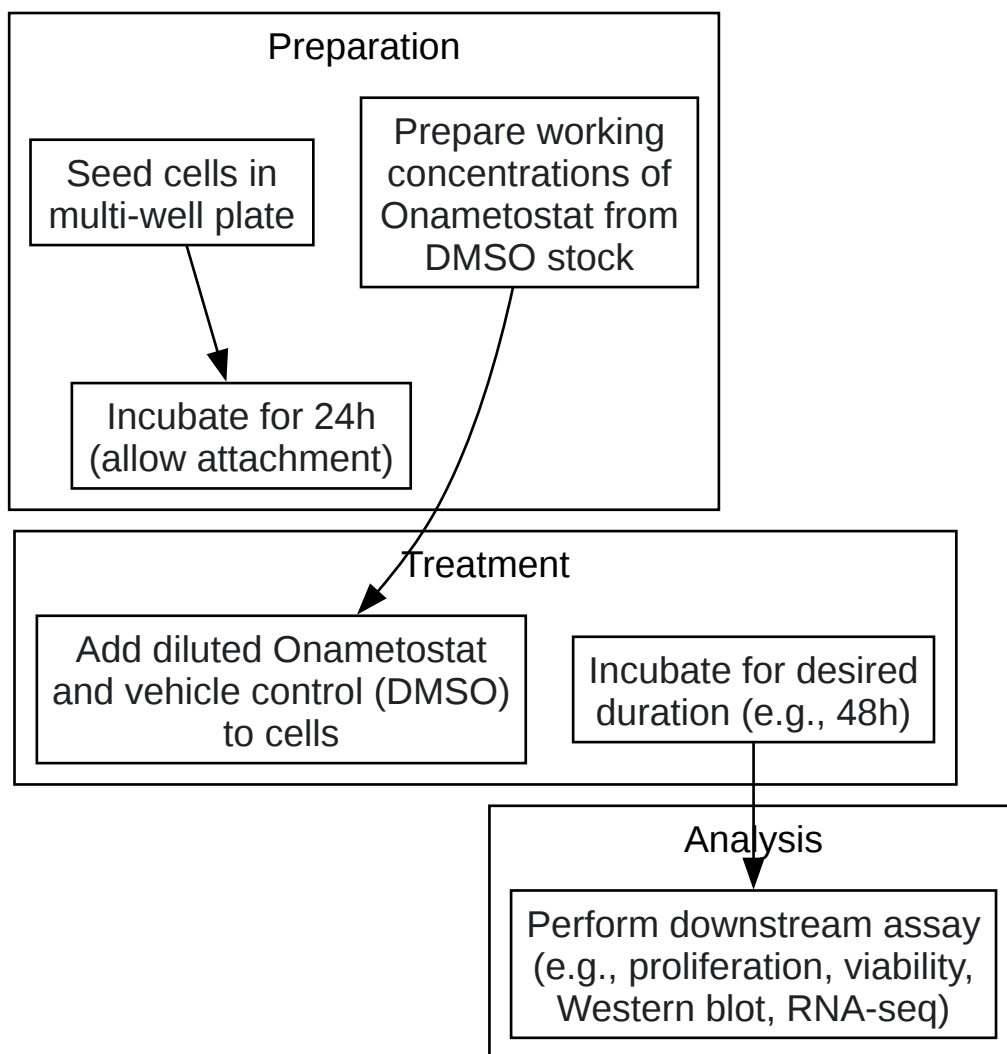 Preparation
Seed cells in
multi-well plate
Prepare working
concentrations of
Onametostat from
DMSO stock
Incubate for 24h
(allow attachment)
Treatment
Add diluted Onametostat
and vehicle control (DMSO)
to cells
Incubate for desired
duration (e.g., 48h)
Analysis
Perform downstream assay
(e.g., proliferation, viability,
Western blot, RNA-seq)